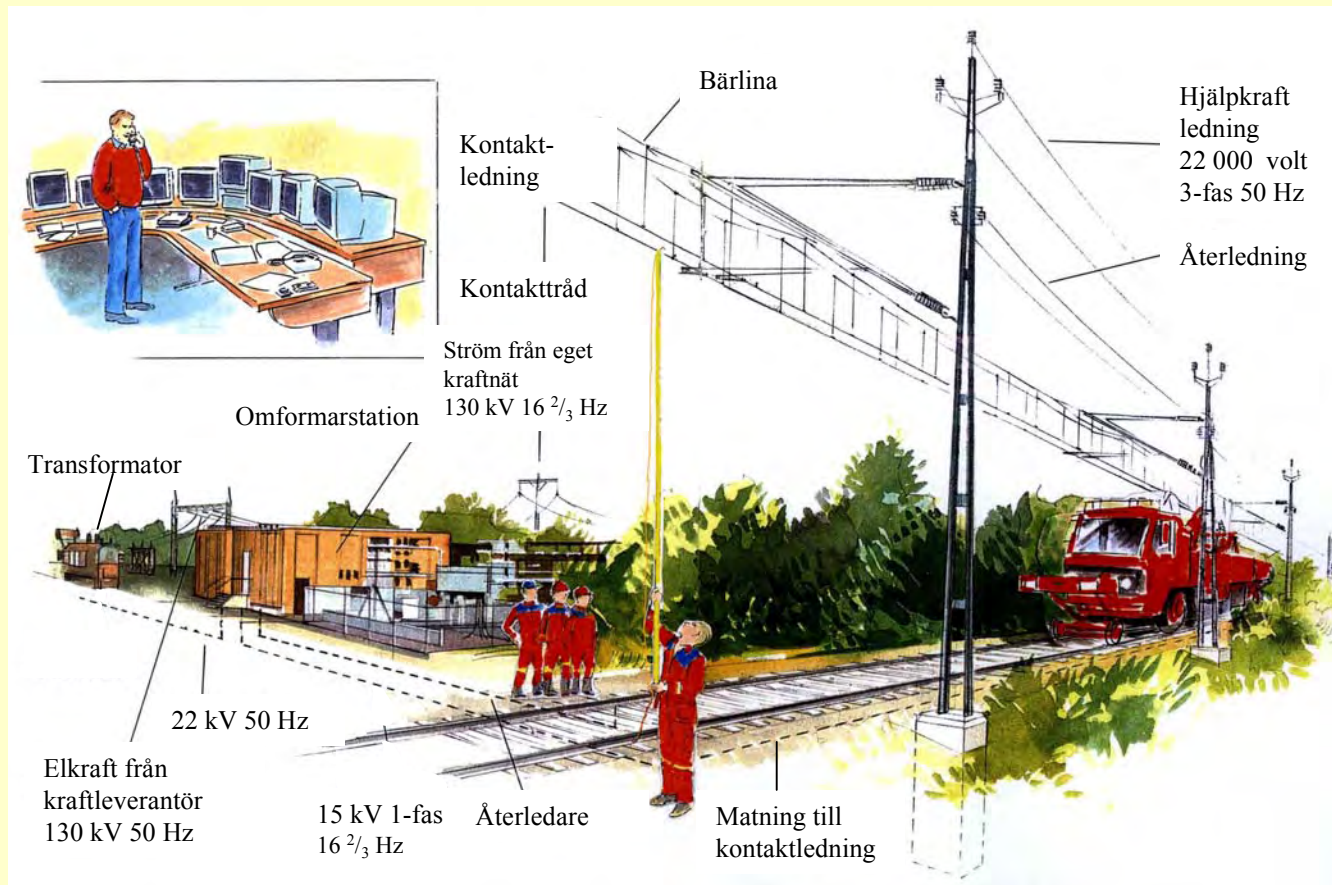 Bärlina
Hjälpkraft
ledning
22 000 volt
3-fas 50 Hz
Kontakt-
ledning
Återledning
Kontakttråd
Ström från eget
kraftnät
130 kV 16 2/3 Hz
Omformarstation
Transformator
22 kV 50 Hz
Elkraft från
kraftleverantör
130 kV 50 Hz
15 kV 1-fas
16 2/3 Hz
Återledare
Matning till
kontaktledning